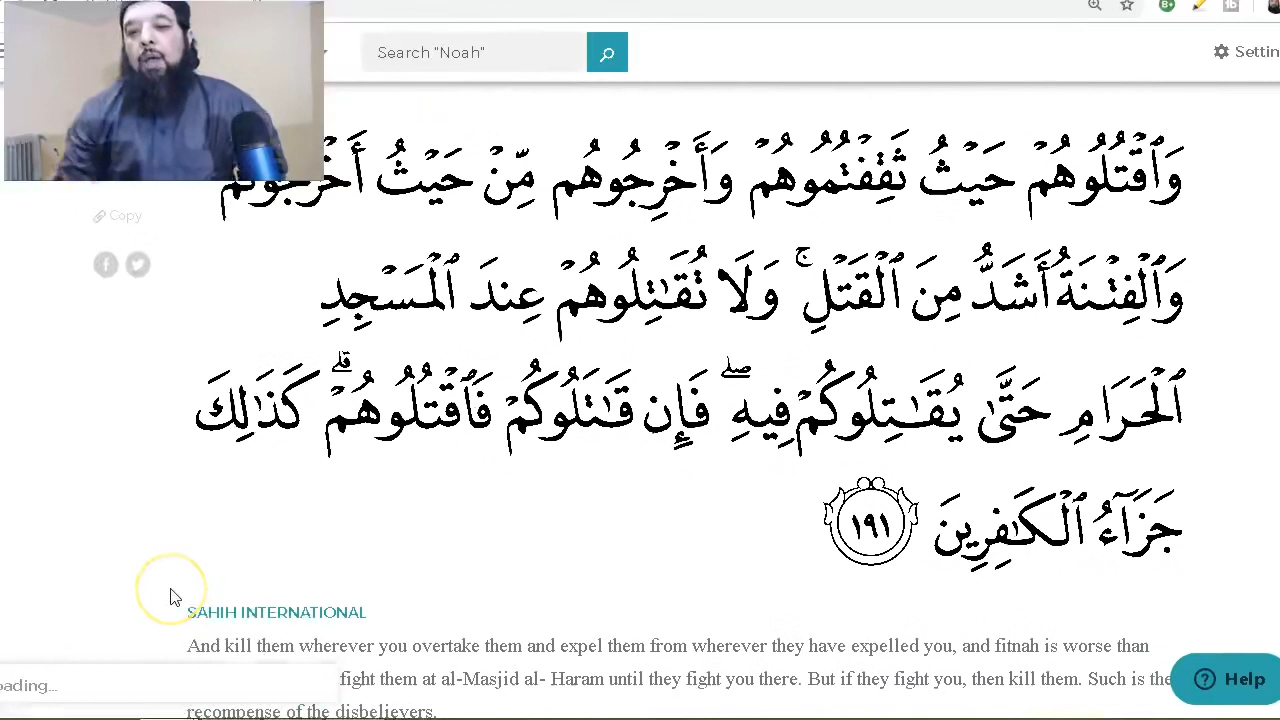 Search "Noah"
Settin
وَٱقۡتُلُوهُمۡ حَيۡثُ ثَقِفۡتُمُوهُمۡ وَأَخۡرِجُوهُم مِّنۡ حَيۡثُ أَخۡرَجُوكُمۡ
Copy
وَٱلۡفِتۡنَةُ أَشَدُّ مِنَ ٱلۡقَتۡلِۚ وَلَا تُقَٰتِلُوهُمۡ عِندَ ٱلۡمَسۡجِدِ
ٱلۡحَرَامِ حَتَّىٰ يُقَٰتِلُوكُمۡ فِيهِۖ فَإِن قَٰتَلُوكُمۡ فَٱقۡتُلُوهُمۡۗ كَذَٰلِكَ
جَزَآءُ ٱلۡكَٰفِرِينَ ١٩١
SAHIH INTERNATIONAL
And kill them wherever you overtake them and expel them from wherever they have expelled you, and fitnah is worse than
fight them at al-Masjid al- Haram until they fight you there. But if they fight you, then kill them. Such is the
recompense of the disbelievers.
oading...
Help